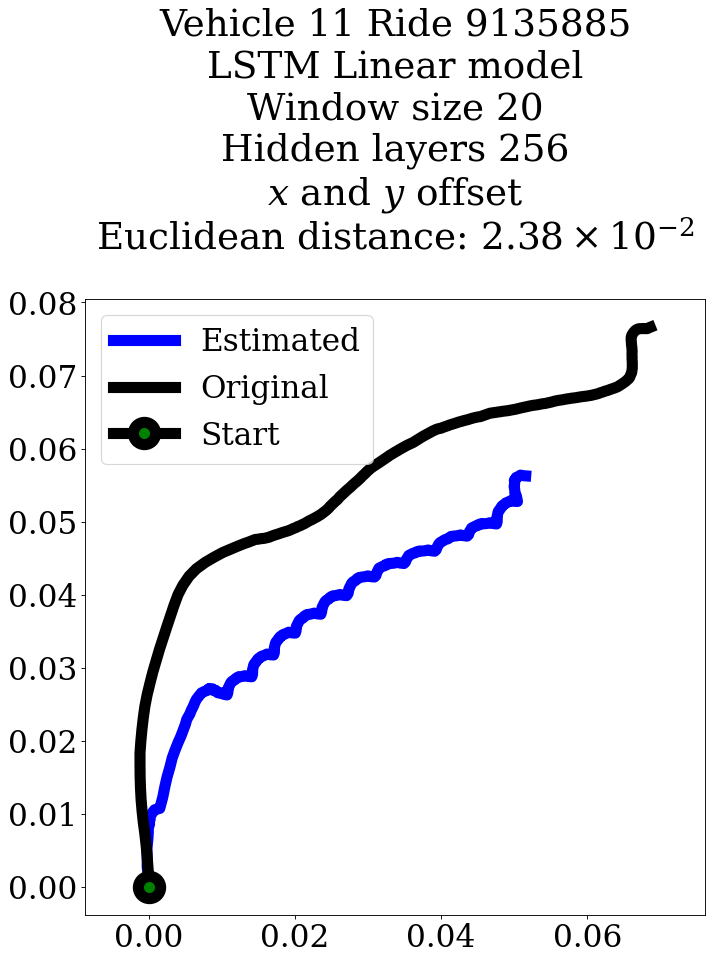 Vehicle 11 Ride 9135885
LSTM Linear model
Window size 20
Hidden layers 256
x and y offset
Euclidean distance: 2.38 × 10⁻²
0.08
0.07
0.06
0.05
0.04
0.03
0.02
0.01
0.00
Estimated
Original
Start
0.00 0.02 0.04 0.06